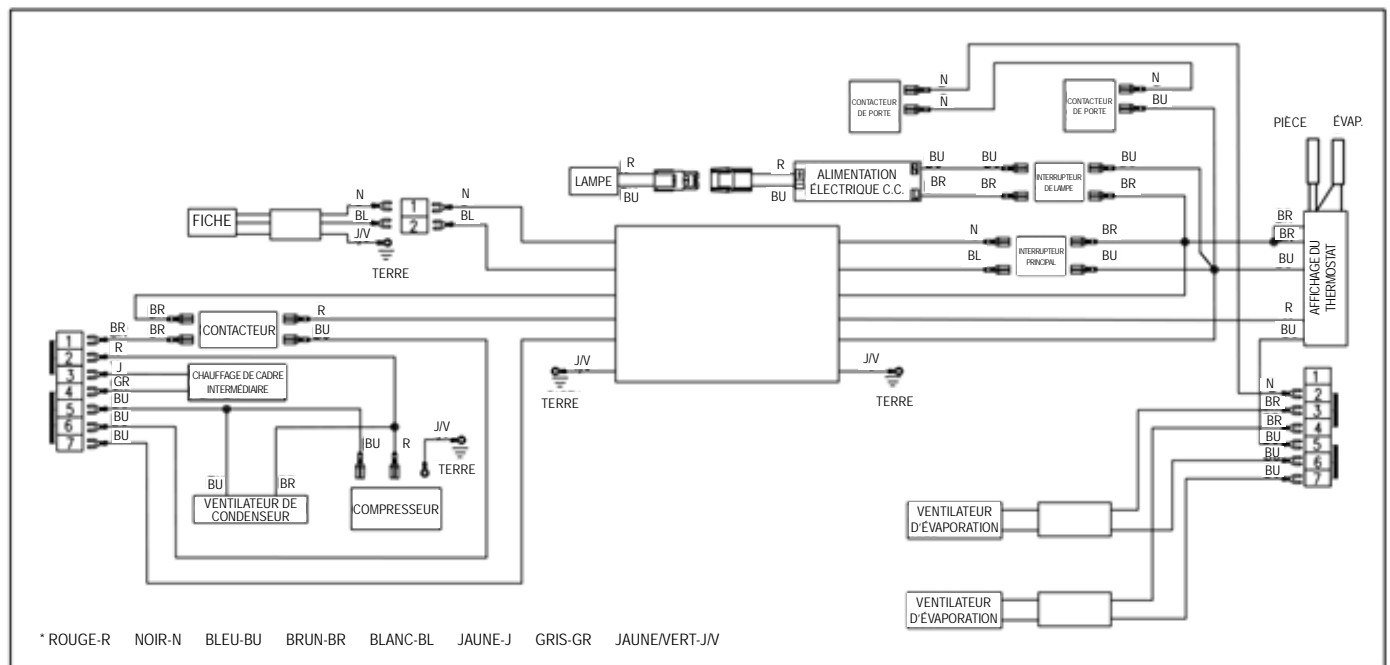 N
N
CONTACTEUR
DE PORTE
N
BU
CONTACTEUR
DE PORTE
PIÈCE
ÉVAP.
LAMPE
R
BU
R
BU
ALIMENTATION
ÉLECTRIQUE C.C.
BU
BR
BU
BR
INTERRUPTEUR
DE LAMPE
BU
BR
FICHE
N
BL
J/V
TERRE
1
2
N
BL
N
BL
INTERRUPTEUR
PRINCIPAL
BR
BU
BR
BR
BU
R
BU
AFFICHAGE DU
THERMOSTAT
BR
BR
CONTACTEUR
R
BU
1
2
3
4
5
6
7
BR
R
J
GR
BU
BU
BU
CHAUFFAGE DE CADRE
INTERMÉDIAIRE
J/V
TERRE
J/V
TERRE
BU
BR
VENTILATEUR DE
CONDENSEUR
BU
R
J/V
TERRE
COMPRESSEUR
N
BR
BR
BU
BU
BU
1
2
3
4
5
6
7
VENTILATEUR
D'ÉVAPORATION
VENTILATEUR
D'ÉVAPORATION
* ROUGE-R NOIR-N BLEU-BU BRUN-BR BLANC-BL JAUNE-J GRIS-GR JAUNE/VERT-J/V